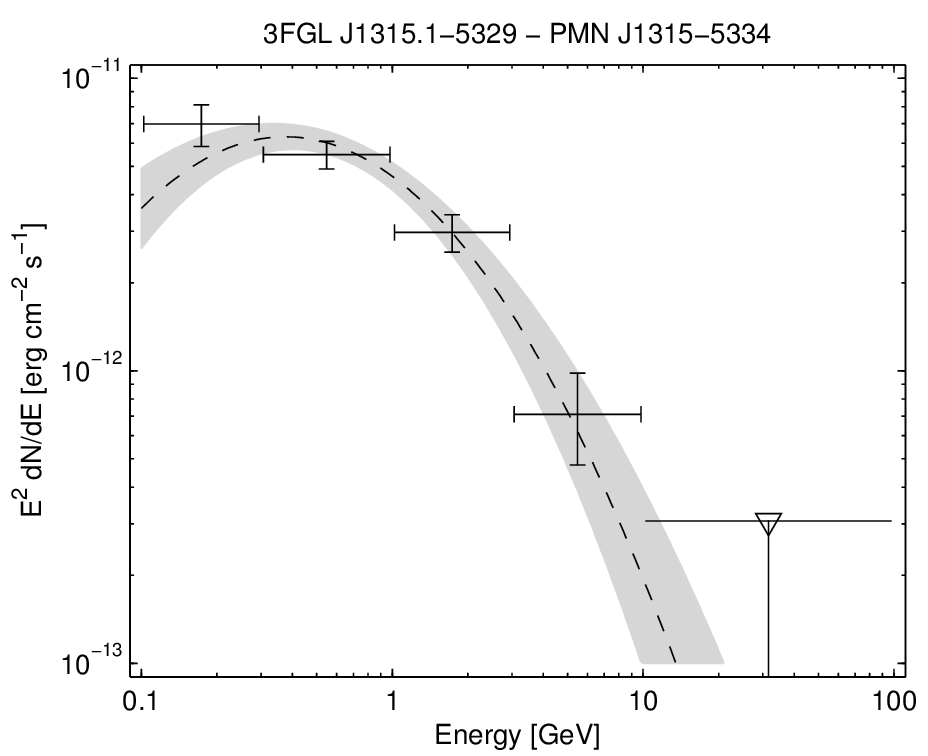 3FGL J1315.1−5329 − PMN J1315−5334
10⁻¹¹
10⁻¹²
10⁻¹³
E² dN/dE [erg cm⁻² s⁻¹]
0.1 1 10 100
Energy [GeV]